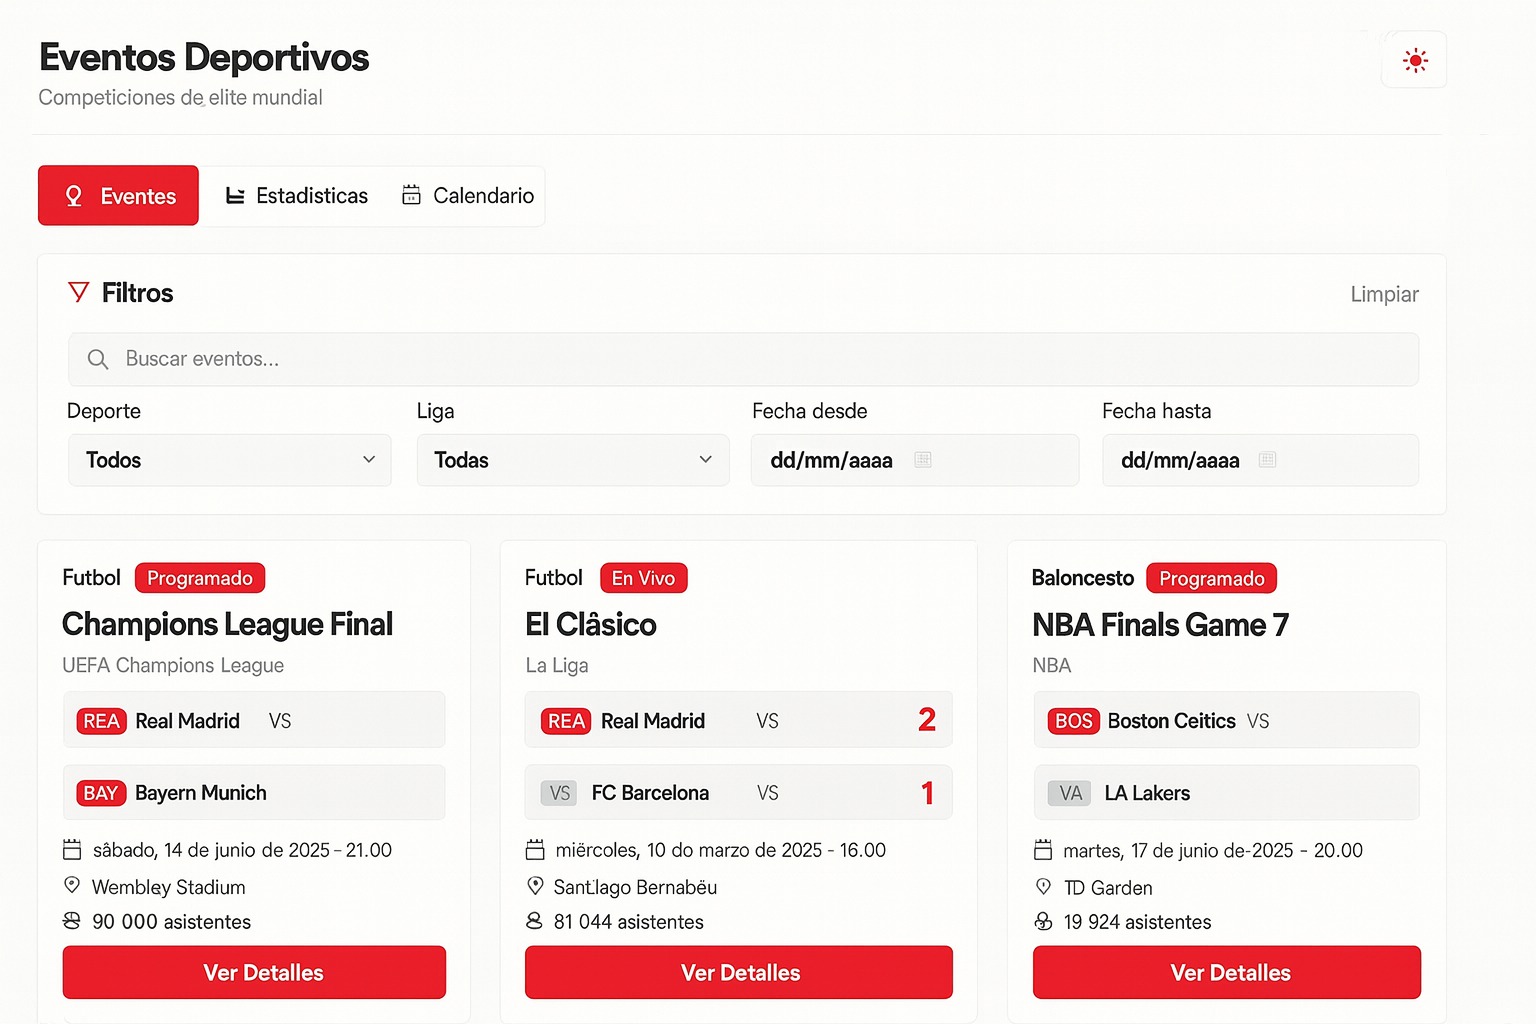 Eventos Deportivos
Competiciones de elite mundial
Eventes
Estadisticas
Calendario
Filtros
Limpiar
Buscar eventos...
Deporte
Liga
Fecha desde
Fecha hasta
Todos
Todas
dd/mm/aaaa
dd/mm/aaaa
Futbol Programado
Champions League Final
UEFA Champions League
REA Real Madrid VS
BAY Bayern Munich
sâbado, 14 de junio de 2025 - 21.00
Wembley Stadium
90 000 asistentes
Ver Detalles
Futbol En Vivo
El Clâsico
La Liga
REA Real Madrid VS 2
VS FC Barcelona VS 1
miërcoles, 10 do marzo de 2025 - 16.00
Santlago Bernabëu
81 044 asistentes
Ver Detalles
Baloncesto Programado
NBA Finals Game 7
NBA
BOS Boston Ceitics VS
VA LA Lakers
martes, 17 de junio de-2025 - 20.00
TD Garden
19 924 asistentes
Ver Detalles